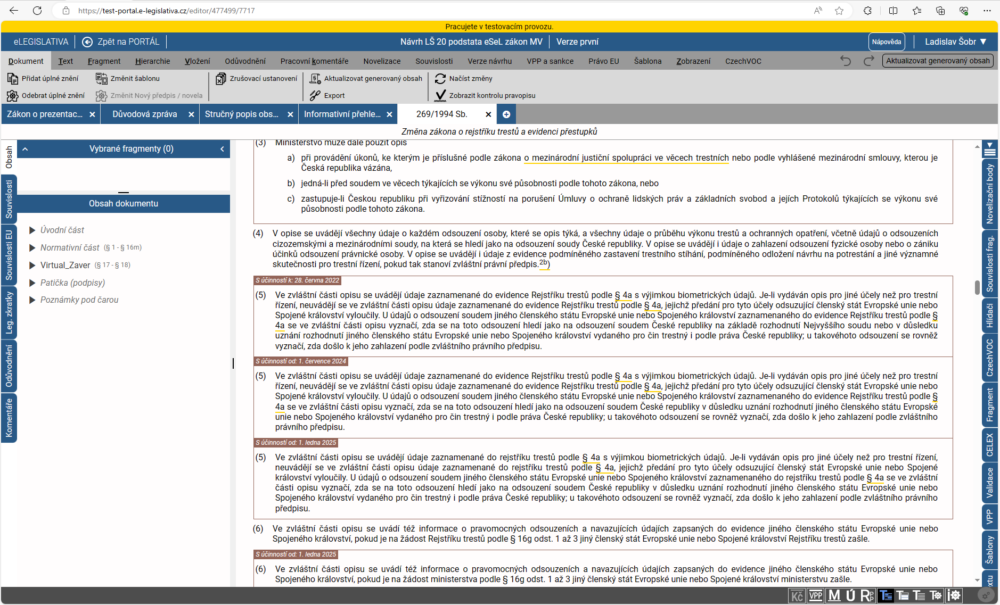 https://test-portal.e-legislativa.cz/editor/477499/7717
Pracujete v testovacím provozu.
eLEGISLATIVA
Zpět na PORTÁL
Návrh LŠ 20 podstata eSeL zákon MV
Verze první
Nápověda
Ladislav Šobr ▼
Dokument Text Fragment Hierarchie Vložení Odůvodnění Pracovní komentáře Novelizace Souvislosti Verze návrhu VPP a sankce Právo EU Šablona Zobrazení CzechVOC
Aktualizovat generovaný obsah
Přidat úplné znění
Změnit šablonu
Zrušovací ustanovení
Aktualizovat generovaný obsah
Načíst změny
Odebrat úplné znění
Změnit Nový předpis / novela
Export
Zobrazit kontrolu pravopisu
Zákon o prezentac...
Důvodová zpráva
Stručný popis obs...
Informativní přehle...
269/1994 Sb.
Změna zákona o rejstříku trestů a evidenci přestupků
Obsah
Souvislosti
Souvislosti EU
Leg. zkratky
Odůvodnění
Komentáře
Vybrané fragmenty (0)
Obsah dokumentu
Úvodní část
Normativní část (§ 1 - § 16m)
Virtual_Zaver (§ 17 - § 18)
Patička (podpisy)
Poznámky pod čarou
(3) Ministerstvo může dále použít opis
a) při provádění úkonů, ke kterým je příslušné podle zákona o mezinárodní justiční spolupráci ve věcech trestních nebo podle vyhlášené mezinárodní smlouvy, kterou je
Česká republika vázána,
b) jedná-li před soudem ve věcech týkajících se výkonu své působnosti podle tohoto zákona, nebo
c) zastupuje-li Českou republiku při vyřizování stížností na porušení Úmluvy o ochraně lidských práv a základních svobod a jejích Protokolů týkajících se výkonu své
působnosti podle tohoto zákona.
(4) V opise se uvádějí všechny údaje o každém odsouzení osoby, které se opis týká, a všechny údaje o průběhu výkonu trestů a ochranných opatření, včetně údajů o odsouzeních
cizozemskými a mezinárodními soudy, na která se hledí jako na odsouzení soudy České republiky. V opise se uvádějí i údaje o zahlazení odsouzení fyzické osoby nebo o zániku
účinků odsouzení právnické osoby. V opise se uvádějí i údaje z evidence podmíněného zastavení trestního stíhání, podmíněného odložení návrhu na potrestání a jiné významné
skutečnosti pro trestní řízení, pokud tak stanoví zvláštní právní předpis.2b)
S účinností k: 28. června 2022
(5) Ve zvláštní části opisu se uvádějí údaje zaznamenané do evidence Rejstříku trestů podle § 4a s výjimkou biometrických údajů. Je-li vydáván opis pro jiné účely než pro trestní
řízení, neuvádějí se ve zvláštní části opisu údaje zaznamenané do evidence Rejstříku trestů podle § 4a, jejichž předání pro tyto účely odsuzující členský stát Evropské unie nebo
Spojené království vyloučily. U údajů o odsouzení soudem jiného členského státu Evropské unie nebo Spojeného království zaznamenaného do evidence Rejstříku trestů podle §
4a se ve zvláštní části opisu vyznačí, zda se na toto odsouzení hledí jako na odsouzení soudem České republiky na základě rozhodnutí Nejvyššího soudu nebo v důsledku
uznání rozhodnutí jiného členského státu Evropské unie nebo Spojeného království vydaného pro čin trestný i podle práva České republiky; u takovéhoto odsouzení se rovněž
vyznačí, zda došlo k jeho zahlazení podle zvláštního právního předpisu.
S účinností od: 1. července 2024
(5) Ve zvláštní části opisu se uvádějí údaje zaznamenané do evidence Rejstříku trestů podle § 4a s výjimkou biometrických údajů. Je-li vydáván opis pro jiné účely než pro trestní
řízení, neuvádějí se ve zvláštní části opisu údaje zaznamenané do evidence Rejstříku trestů podle § 4a, jejichž předání pro tyto účely odsuzující členský stát Evropské unie nebo
Spojené království vyloučily. U údajů o odsouzení soudem jiného členského státu Evropské unie nebo Spojeného království zaznamenaného do evidence Rejstříku trestů podle §
4a se ve zvláštní části opisu vyznačí, zda se na toto odsouzení hledí jako na odsouzení soudem České republiky v důsledku uznání rozhodnutí jiného členského státu Evropské
unie nebo Spojeného království vydaného pro čin trestný i podle práva České republiky; u takovéhoto odsouzení se rovněž vyznačí, zda došlo k jeho zahlazení podle zvláštního
právního předpisu.
S účinností od: 1. ledna 2025
(5) Ve zvláštní části opisu se uvádějí údaje zaznamenané do rejstříku trestů podle § 4a s výjimkou biometrických údajů. Je-li vydáván opis pro jiné účely než pro trestní řízení,
neuvádějí se ve zvláštní části opisu údaje zaznamenané do rejstříku trestů podle § 4a, jejichž předání pro tyto účely odsuzující členský stát Evropské unie nebo Spojené
království vyloučily. U údajů o odsouzení soudem jiného členského státu Evropské unie nebo Spojeného království zaznamenaného do rejstříku trestů podle § 4a se ve zvláštní
části opisu vyznačí, zda se na toto odsouzení hledí jako na odsouzení soudem České republiky v důsledku uznání rozhodnutí jiného členského státu Evropské unie nebo
Spojeného království vydaného pro čin trestný i podle práva České republiky; u takovéhoto odsouzení se rovněž vyznačí, zda došlo k jeho zahlazení podle zvláštního právního
předpisu.
(6) Ve zvláštní části opisu se uvádí též informace o pravomocných odsouzeních a navazujících údajích zapsaných do evidence jiného členského státu Evropské unie nebo
Spojeného království, pokud je na žádost Rejstříku trestů podle § 16g odst. 1 až 3 jiný členský stát Evropské unie nebo Spojené království Rejstříku trestů zašle.
S účinností od: 1. ledna 2025
(6) Ve zvláštní části opisu se uvádí též informace o pravomocných odsouzeních a navazujících údajích zapsaných do evidence jiného členského státu Evropské unie nebo
Spojeného království, pokud je na žádost ministerstva podle § 16g odst. 1 až 3 jiný členský stát Evropské unie nebo Spojené království ministerstvu zašle.
Novelizační body
Souvislosti frag.
Hlídači
CzechVOC
Fragment
CELEX
Validace
VPP
Šablony
extu
Kč VPP M Ú RPP